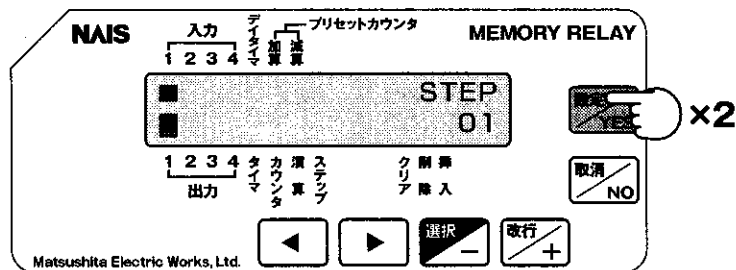 NAiS 入力 デイタイマ 加算 減算 プリセットカウンタ MEMORY RELAY
1 2 3 4
STEP
01
YES ×2
1 2 3 4 タイマ カウンタ 演算 ステップ クリア 削除 挿入
出力
取消 NO
選択 − 改行 +
Matsushita Electric Works, Ltd.